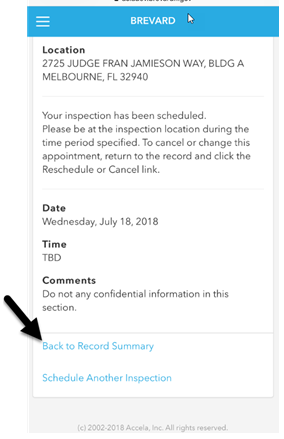 BREVARD
Location
2725 JUDGE FRAN JAMIESON WAY, BLDG A
MELBOURNE, FL 32940
Your inspection has been scheduled.
Please be at the inspection location during the
time period specified. To cancel or change this
appointment, return to the record and click the
Reschedule or Cancel link.
Date
Wednesday, July 18, 2018
Time
TBD
Comments
Do not any confidential information in this
section.
Back to Record Summary
Schedule Another Inspection
(c) 2002-2018 Accela, Inc. All rights reserved.